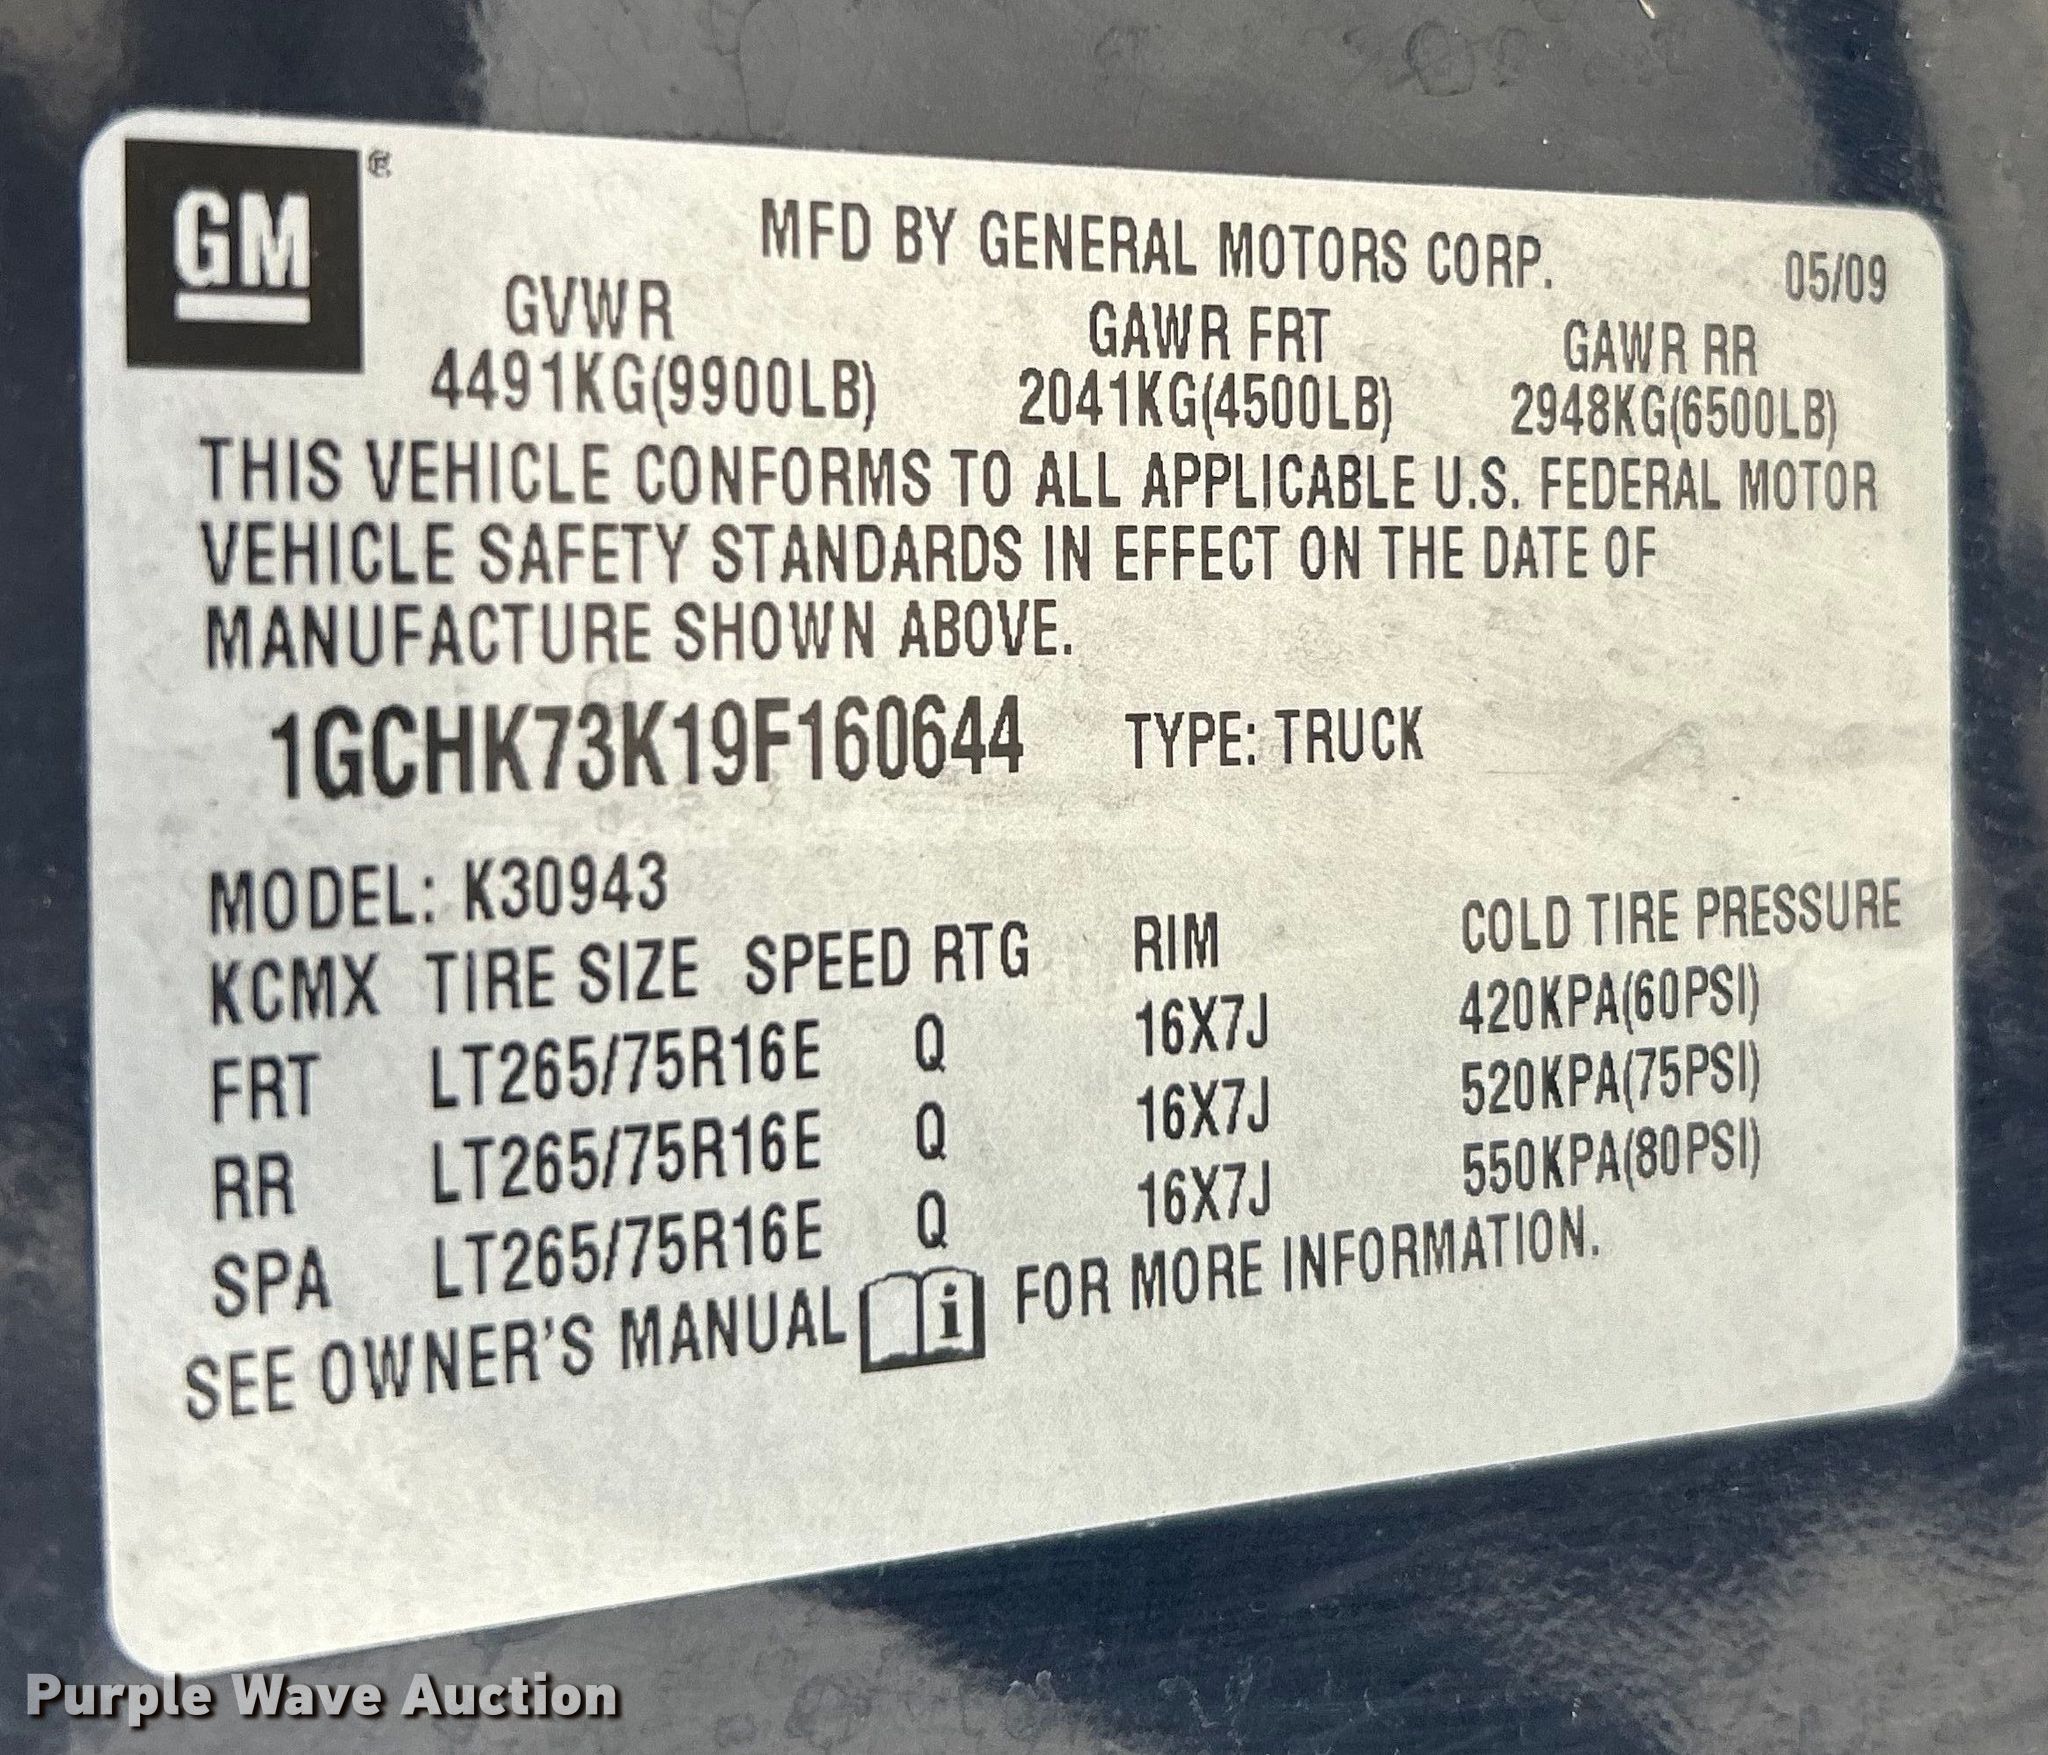 GM ®
MFD BY GENERAL MOTORS CORP. 05/09
GVWR GAWR FRT GAWR RR
4491KG(9900LB) 2041KG(4500LB) 2948KG(6500LB)
THIS VEHICLE CONFORMS TO ALL APPLICABLE U.S. FEDERAL MOTOR
VEHICLE SAFETY STANDARDS IN EFFECT ON THE DATE OF
MANUFACTURE SHOWN ABOVE.
1GCHK73K19F160644 TYPE: TRUCK
MODEL: K30943
KCMX TIRE SIZE SPEED RTG RIM COLD TIRE PRESSURE
FRT LT265/75R16E Q 16X7J 420KPA(60PSI)
RR LT265/75R16E Q 16X7J 520KPA(75PSI)
SPA LT265/75R16E Q 16X7J 550KPA(80PSI)
SEE OWNER'S MANUAL i FOR MORE INFORMATION.
Purple Wave Auction